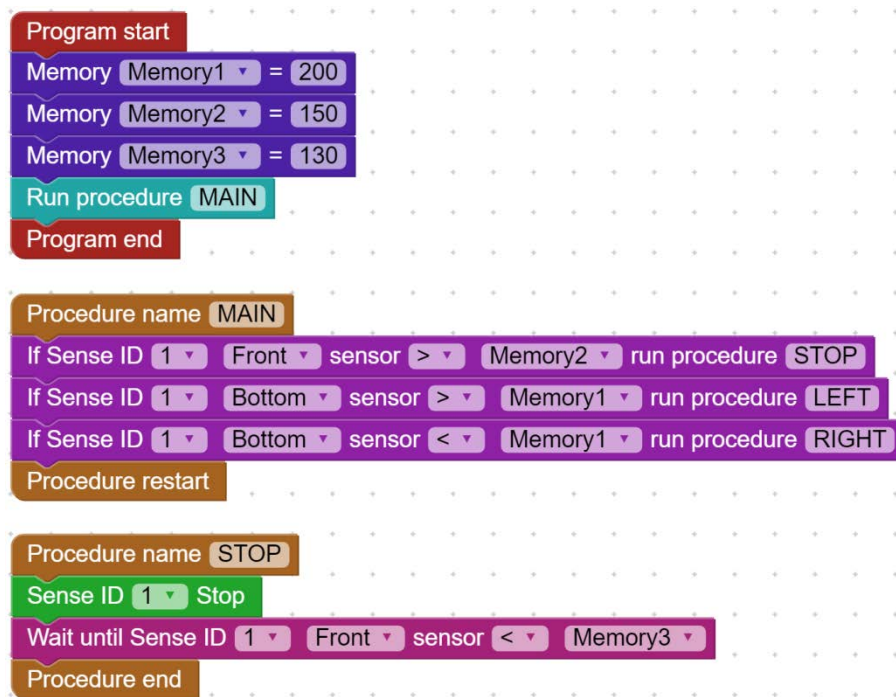 Program start
Memory Memory1 = 200
Memory Memory2 = 150
Memory Memory3 = 130
Run procedure MAIN
Program end
Procedure name MAIN
If Sense ID 1 Front sensor > Memory2 run procedure STOP
If Sense ID 1 Bottom sensor > Memory1 run procedure LEFT
If Sense ID 1 Bottom sensor < Memory1 run procedure RIGHT
Procedure restart
Procedure name STOP
Sense ID 1 Stop
Wait until Sense ID 1 Front sensor < Memory3
Procedure end